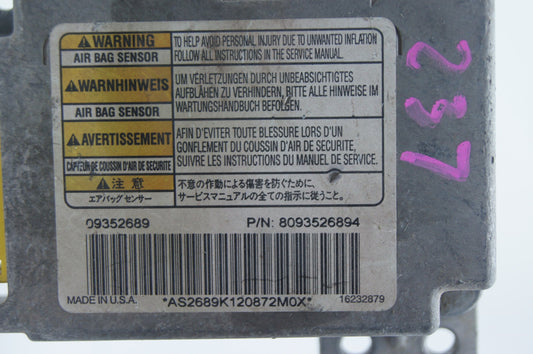 WARNING
AIR BAG SENSOR
TO HELP AVOID PERSONAL INJURY DUE TO UNWANTED INFLATION
FOLLOW ALL INSTRUCTIONS IN THE SERVICE MANUAL.
WARNHINWEIS
AIR BAG SENSOR
UM VERLETZUNGEN DURCH UNBEABSICHTIGTES
AUFBLÄHEN ZU VERHINDERN, BITTE ALLE HINWEISE IM
WARTUNGSHANDBUCH BEFOLGEN.
AVERTISSEMENT
CAPTEUR DE COUSSIN D'AIR DE SECURITE
AFIN D'EVITER TOUTE BLESSURE LORS D'UN
GONFLEMENT DU COUSSIN D'AIR DE SECURITE,
SUIVRE LES INSTRUCTIONS DU MANUEL DE SERVICE.
注意
エアバッグ センサー
不意の作動による傷害を防ぐために、
サービスマニュアルの全ての指示に従うこと。
09352689 P/N: 8093526894
MADE IN U.S.A. *AS2689K120872M0X* 16232879
237